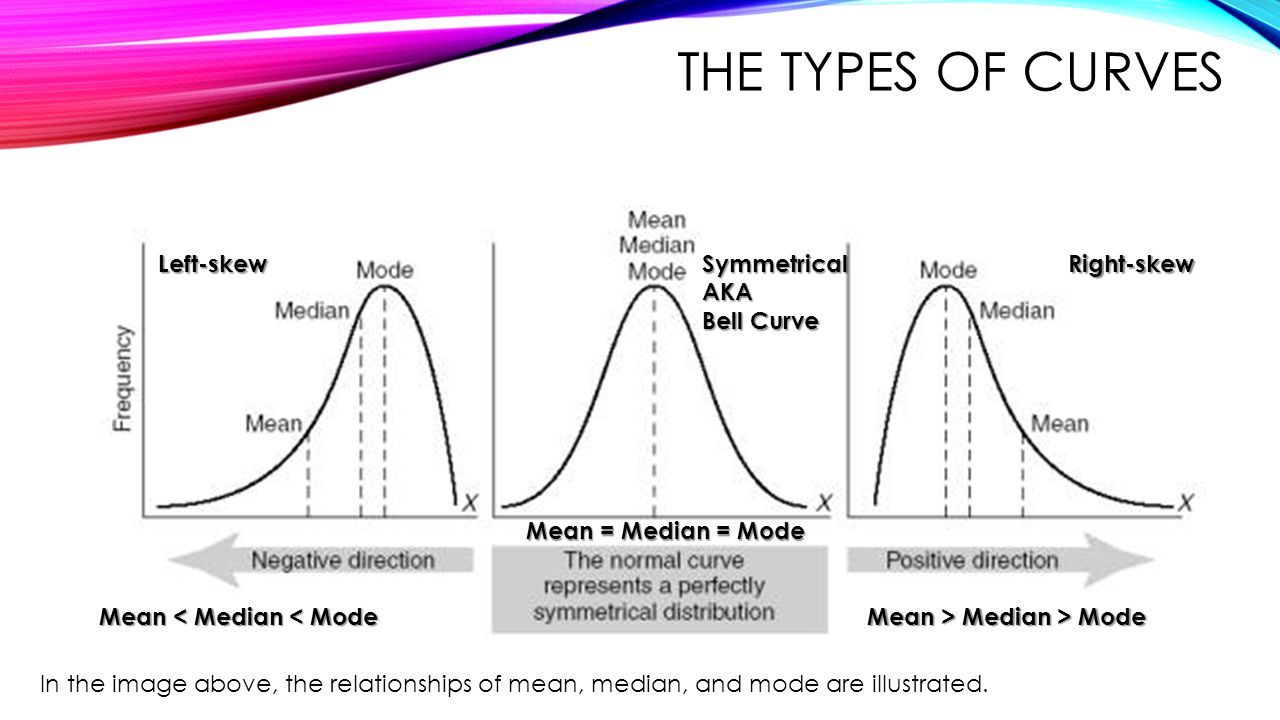 THE TYPES OF CURVES
Left-skew
Mode
Median
Mean
Frequency
X
Negative direction
Mean < Median < Mode
Mean
Median
Mode
Symmetrical
AKA
Bell Curve
X
Mean = Median = Mode
The normal curve
represents a perfectly
symmetrical distribution
Right-skew
Mode
Median
Mean
X
Positive direction
Mean > Median > Mode
In the image above, the relationships of mean, median, and mode are illustrated.